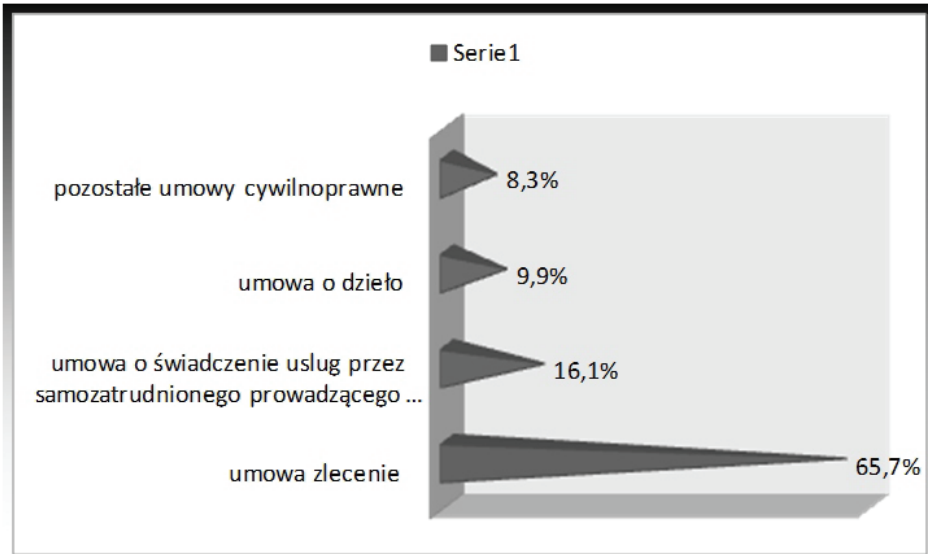 Serie1
pozostałe umowy cywilnoprawne
8,3%
umowa o dzieło
9,9%
umowa o świadczenie uslug przez
samozatrudnionego prowadzącego ...
16,1%
umowa zlecenie
65,7%